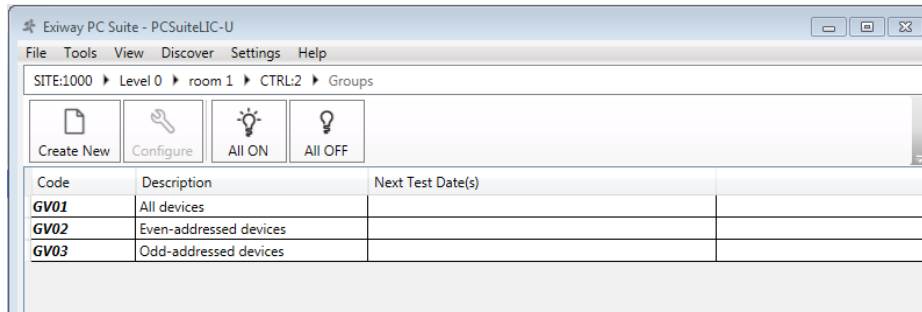 Exiway PC Suite - PCSuiteLIC-U
File Tools View Discover Settings Help
SITE:1000 Level 0 room 1 CTRL:2 Groups
Create New Configure All ON All OFF
Code Description Next Test Date(s)
GV01 All devices
GV02 Even-addressed devices
GV03 Odd-addressed devices